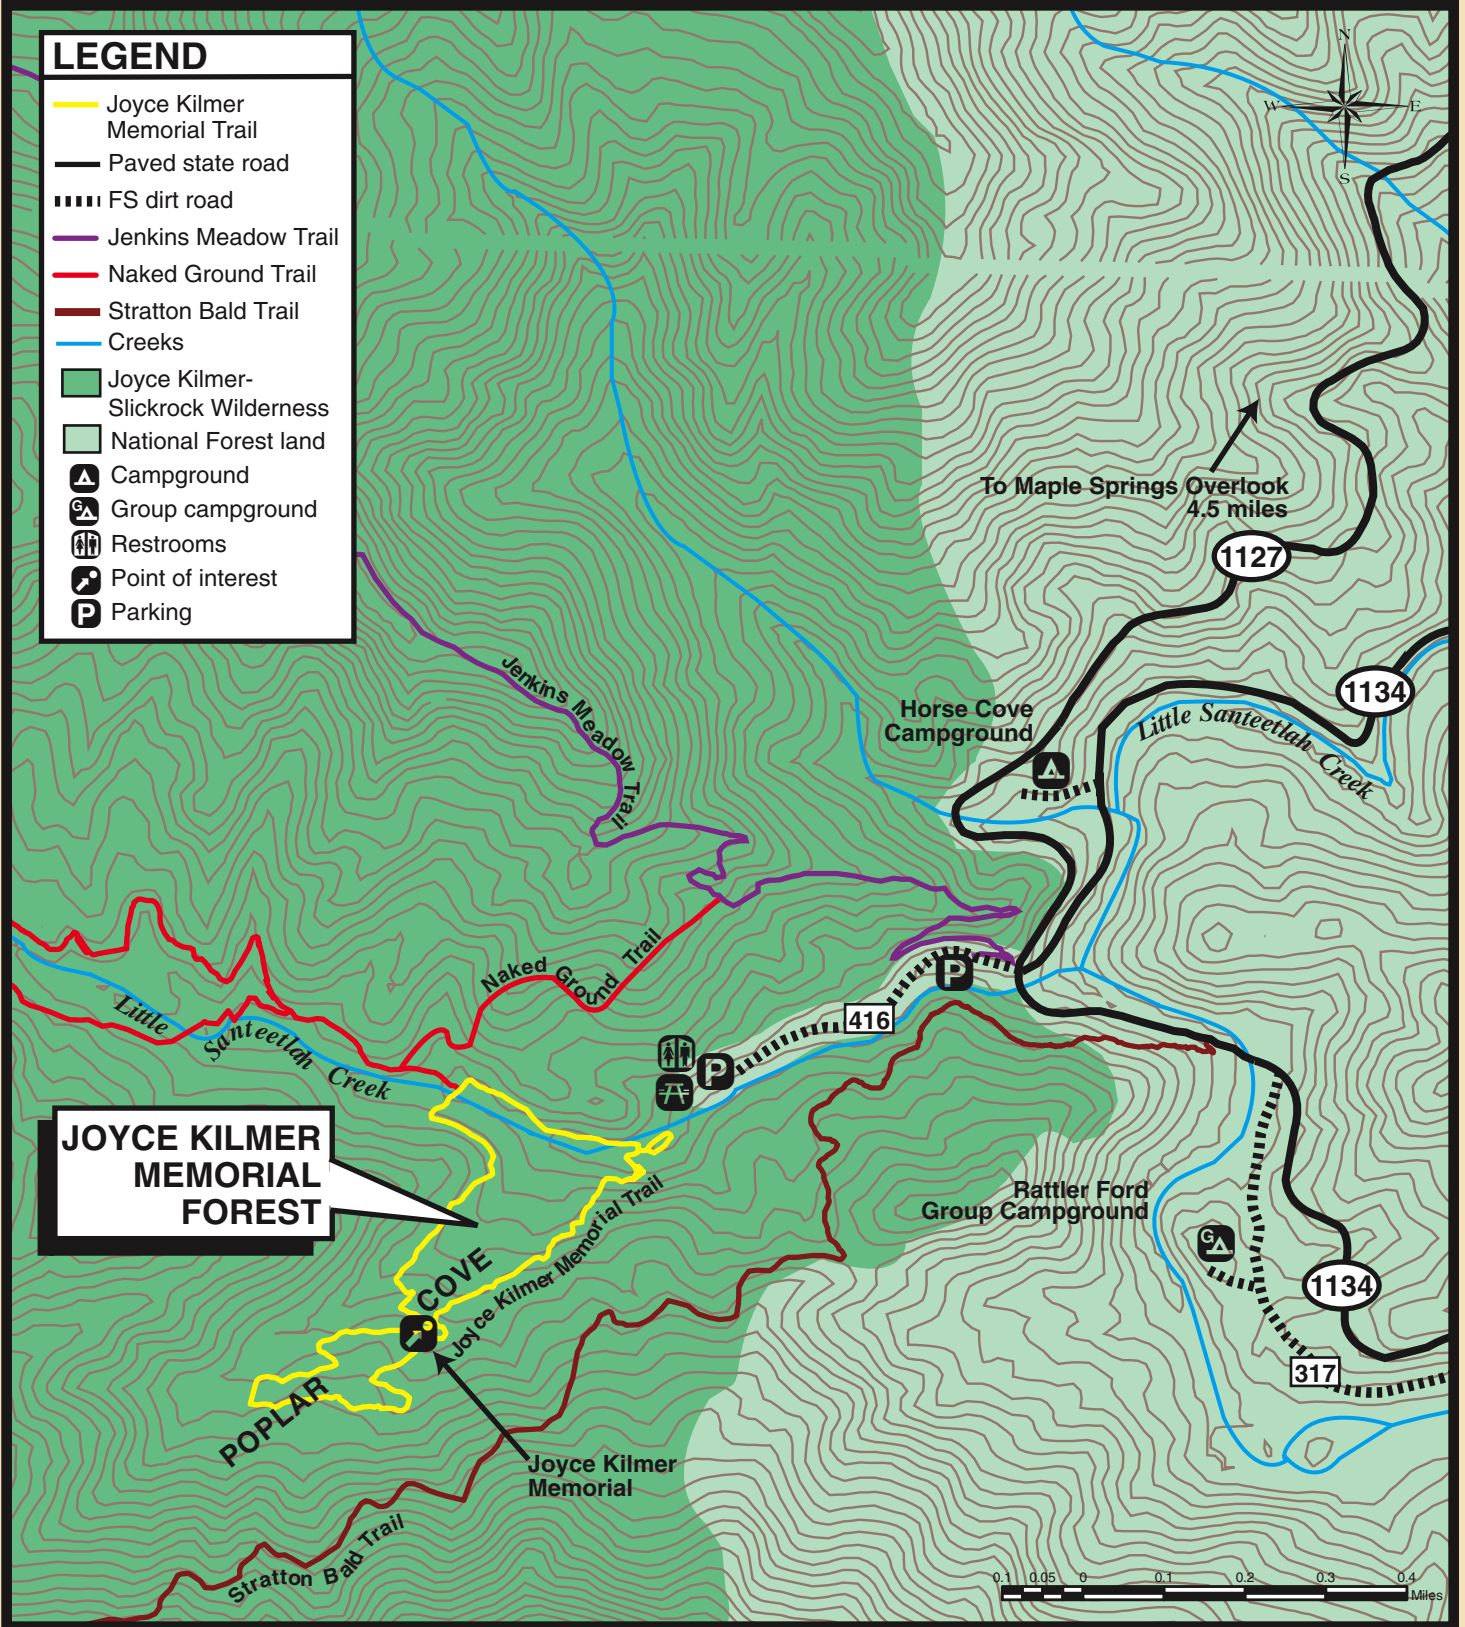 LEGEND
Joyce Kilmer
Memorial Trail
Paved state road
FS dirt road
Jenkins Meadow Trail
Naked Ground Trail
Stratton Bald Trail
Creeks
Joyce Kilmer-
Slickrock Wilderness
National Forest land
Campground
G
Group campground
Restrooms
Point of interest
P
Parking
N
W
E
S
To Maple Springs Overlook
4.5 miles
1127
1134
Jenkins Meadow Trail
Horse Cove
Campground
Little Santeetlah Creek
Naked Ground Trail
P
416
P
Little Santeetlah Creek
JOYCE KILMER
MEMORIAL
FOREST
Joyce Kilmer Memorial Trail
Rattler Ford
Group Campground
G
POPLAR COVE
1134
317
Joyce Kilmer
Memorial
Stratton Bald Trail
0.1 0.05 0 0.1 0.2 0.3 0.4
Miles